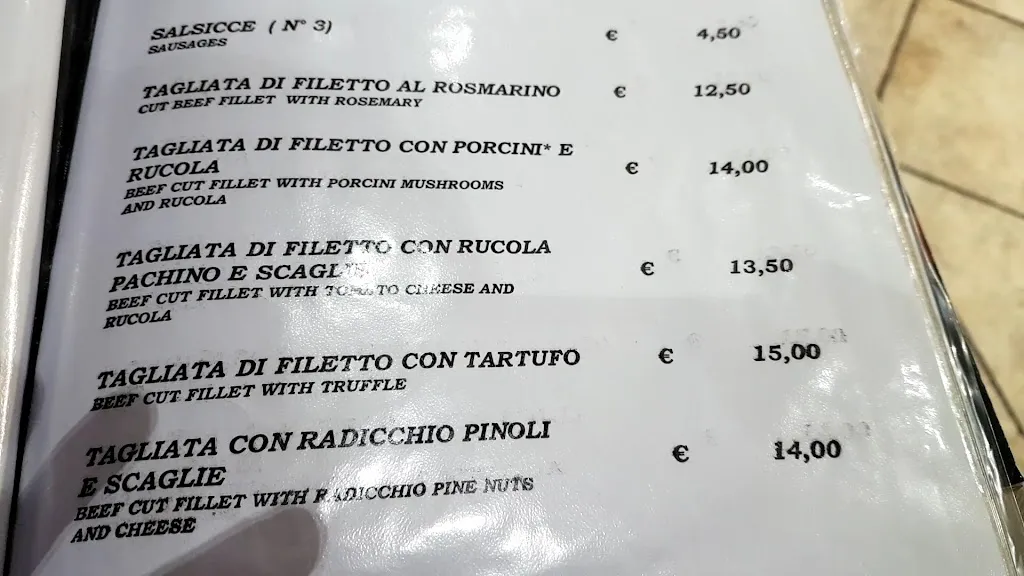 SALSICCE ( N° 3) € 4,50
SAUSAGES
TAGLIATA DI FILETTO AL ROSMARINO € 12,50
CUT BEEF FILLET WITH ROSEMARY
TAGLIATA DI FILETTO CON PORCINI* E
RUCOLA € 14,00
BEEF CUT FILLET WITH PORCINI MUSHROOMS
AND RUCOLA
TAGLIATA DI FILETTO CON RUCOLA
PACHINO E SCAGLIE € 13,50
BEEF CUT FILLET WITH TOMATO CHEESE AND
RUCOLA
TAGLIATA DI FILETTO CON TARTUFO € 15,00
BEEF CUT FILLET WITH TRUFFLE
TAGLIATA CON RADICCHIO PINOLI
E SCAGLIE € 14,00
BEEF CUT FILLET WITH RADICCHIO PINE NUTS
AND CHEESE